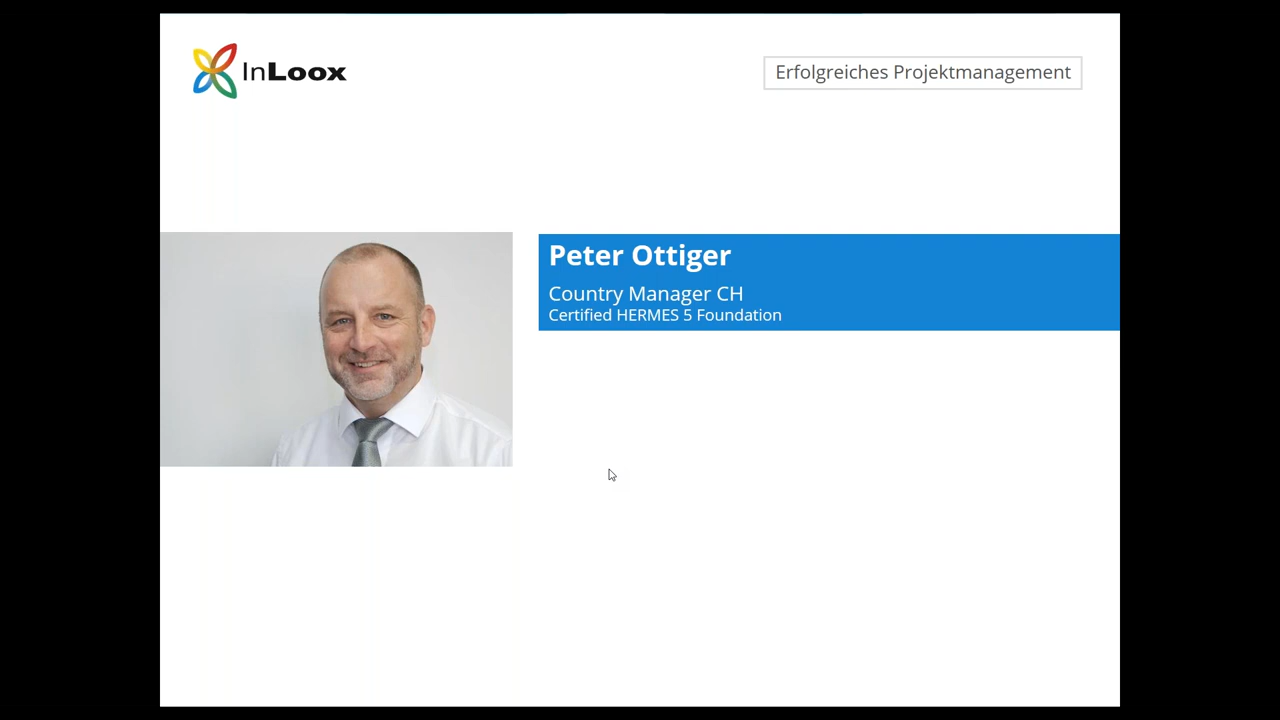 InLoox
Erfolgreiches Projektmanagement
Peter Ottiger
Country Manager CH
Certified HERMES 5 Foundation